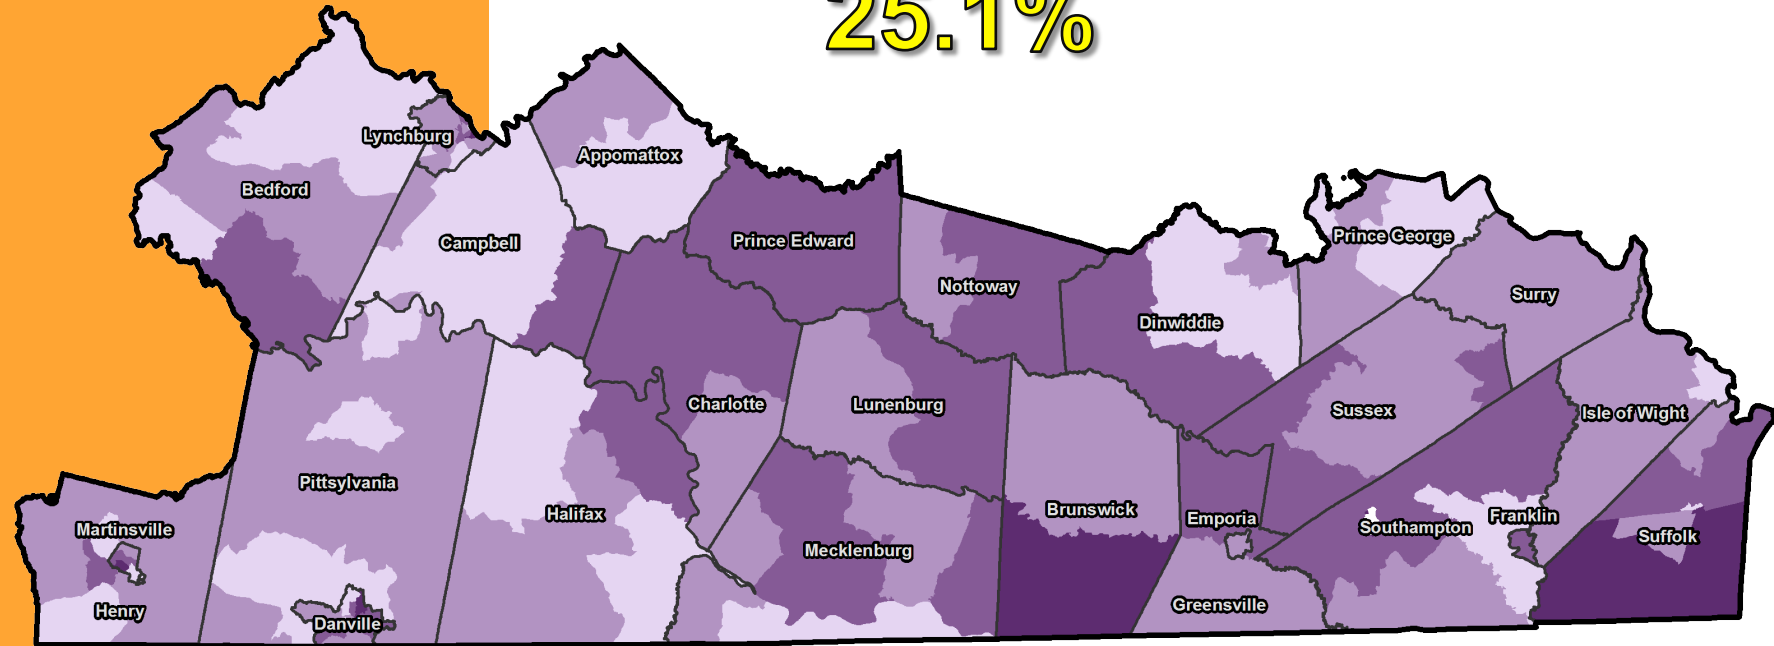 25.1%
Lynchburg
Appomattox
Bedford
Campbell
Prince Edward
Prince George
Nottoway
Surry
Dinwiddie
Charlotte
Lunenburg
Sussex
Isle of Wight
Pittsylvania
Halifax
Brunswick
Emporia
Franklin
Martinsville
Southampton
Suffolk
Mecklenburg
Henry
Greensville
Danville